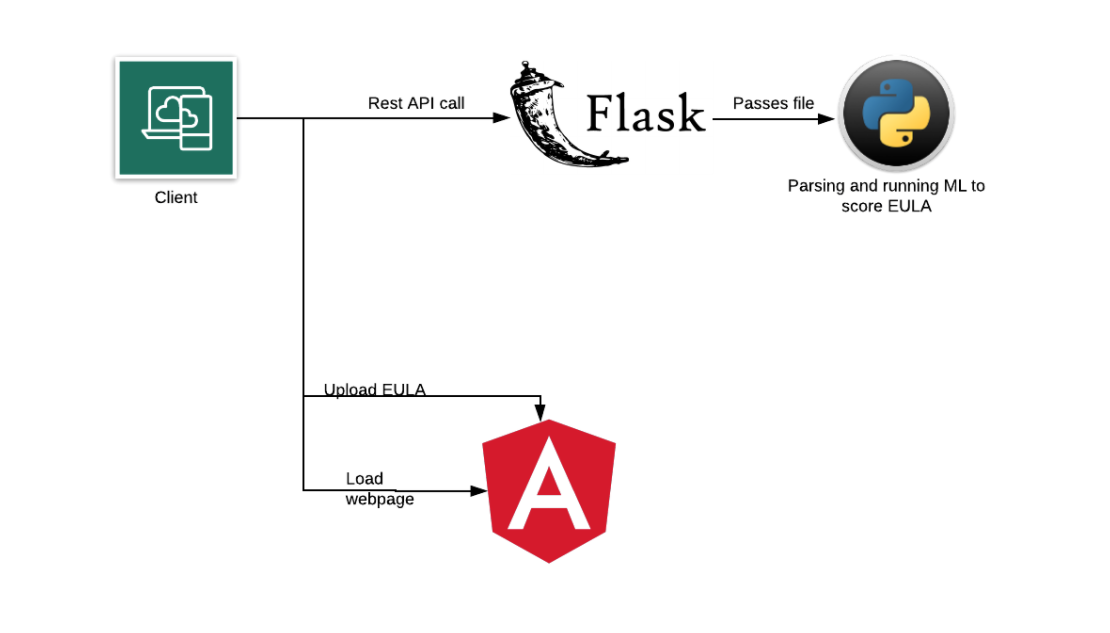 Rest API call
Flask
Passes file
Client
Parsing and running ML to
score EULA
Upload EULA
Load
webpage
A